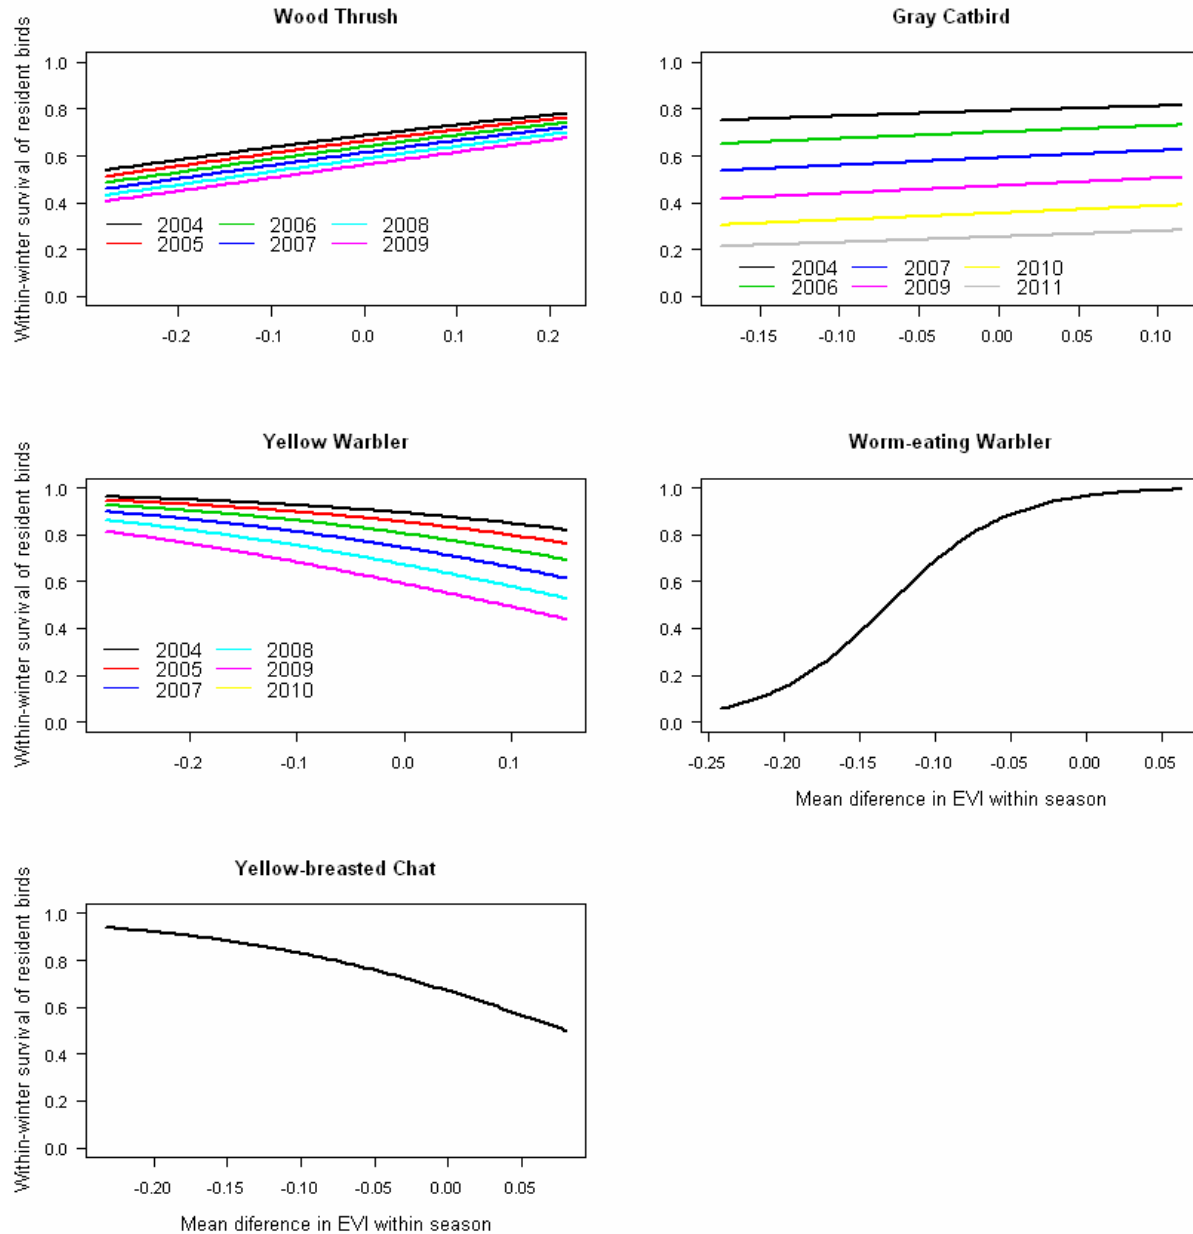 Wood Thrush
Within-winter survival of resident birds
1.0
0.8
0.6
0.4
0.2
0.0
2004 2006 2008
2005 2007 2009
-0.2 -0.1 0.0 0.1 0.2
Gray Catbird
1.0
0.8
0.6
0.4
0.2
0.0
2004 2007 2010
2006 2009 2011
-0.15 -0.10 -0.05 0.00 0.05 0.10
Yellow Warbler
Within-winter survival of resident birds
1.0
0.8
0.6
0.4
0.2
0.0
2004 2008
2005 2009
2007 2010
-0.2 -0.1 0.0 0.1
Worm-eating Warbler
1.0
0.8
0.6
0.4
0.2
0.0
-0.25 -0.20 -0.15 -0.10 -0.05 0.00 0.05
Mean diference in EVI within season
Yellow-breasted Chat
Within-winter survival of resident birds
1.0
0.8
0.6
0.4
0.2
0.0
-0.20 -0.15 -0.10 -0.05 0.00 0.05
Mean diference in EVI within season